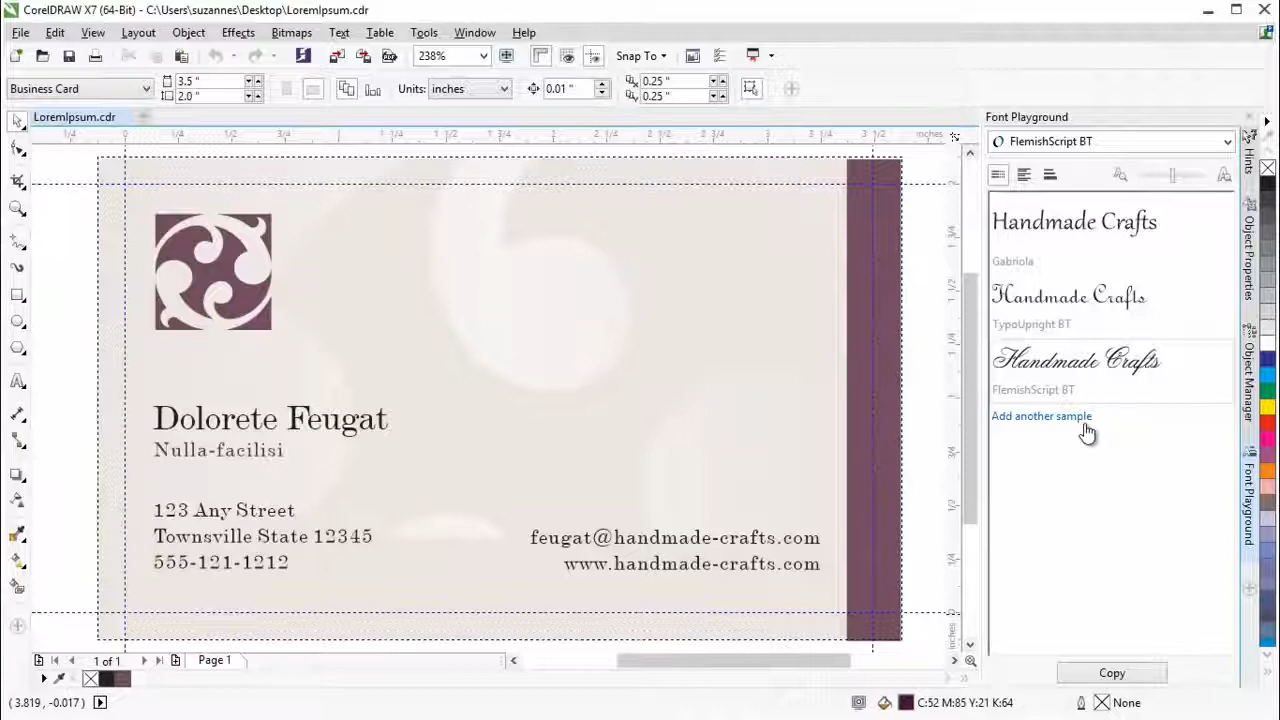 CorelDRAW X7 (64-Bit) - C:\Users\suzannes\Desktop\LoremIpsum.cdr
File Edit View Layout Object Effects Bitmaps Text Table Tools Window Help
238% Snap To
Business Card 3.5 " 2.0 " Units: inches 0.01 " 0.25 " 0.25 "
LoremIpsum.cdr
Font Playground
FlemishScript BT
Handmade Crafts
Gabriola
Handmade Crafts
TypoUpright BT
Handmade Crafts
FlemishScript BT
Add another sample
Copy
Hints
Object Properties
Object Manager
Font Playground
inches
inches
Dolorete Feugat
Nulla-facilisi
123 Any Street
Townsville State 12345
555-121-1212
feugat@handmade-crafts.com
www.handmade-crafts.com
1 of 1 Page 1
(3.819, -0.017) C:52 M:85 Y:21 K:64 None